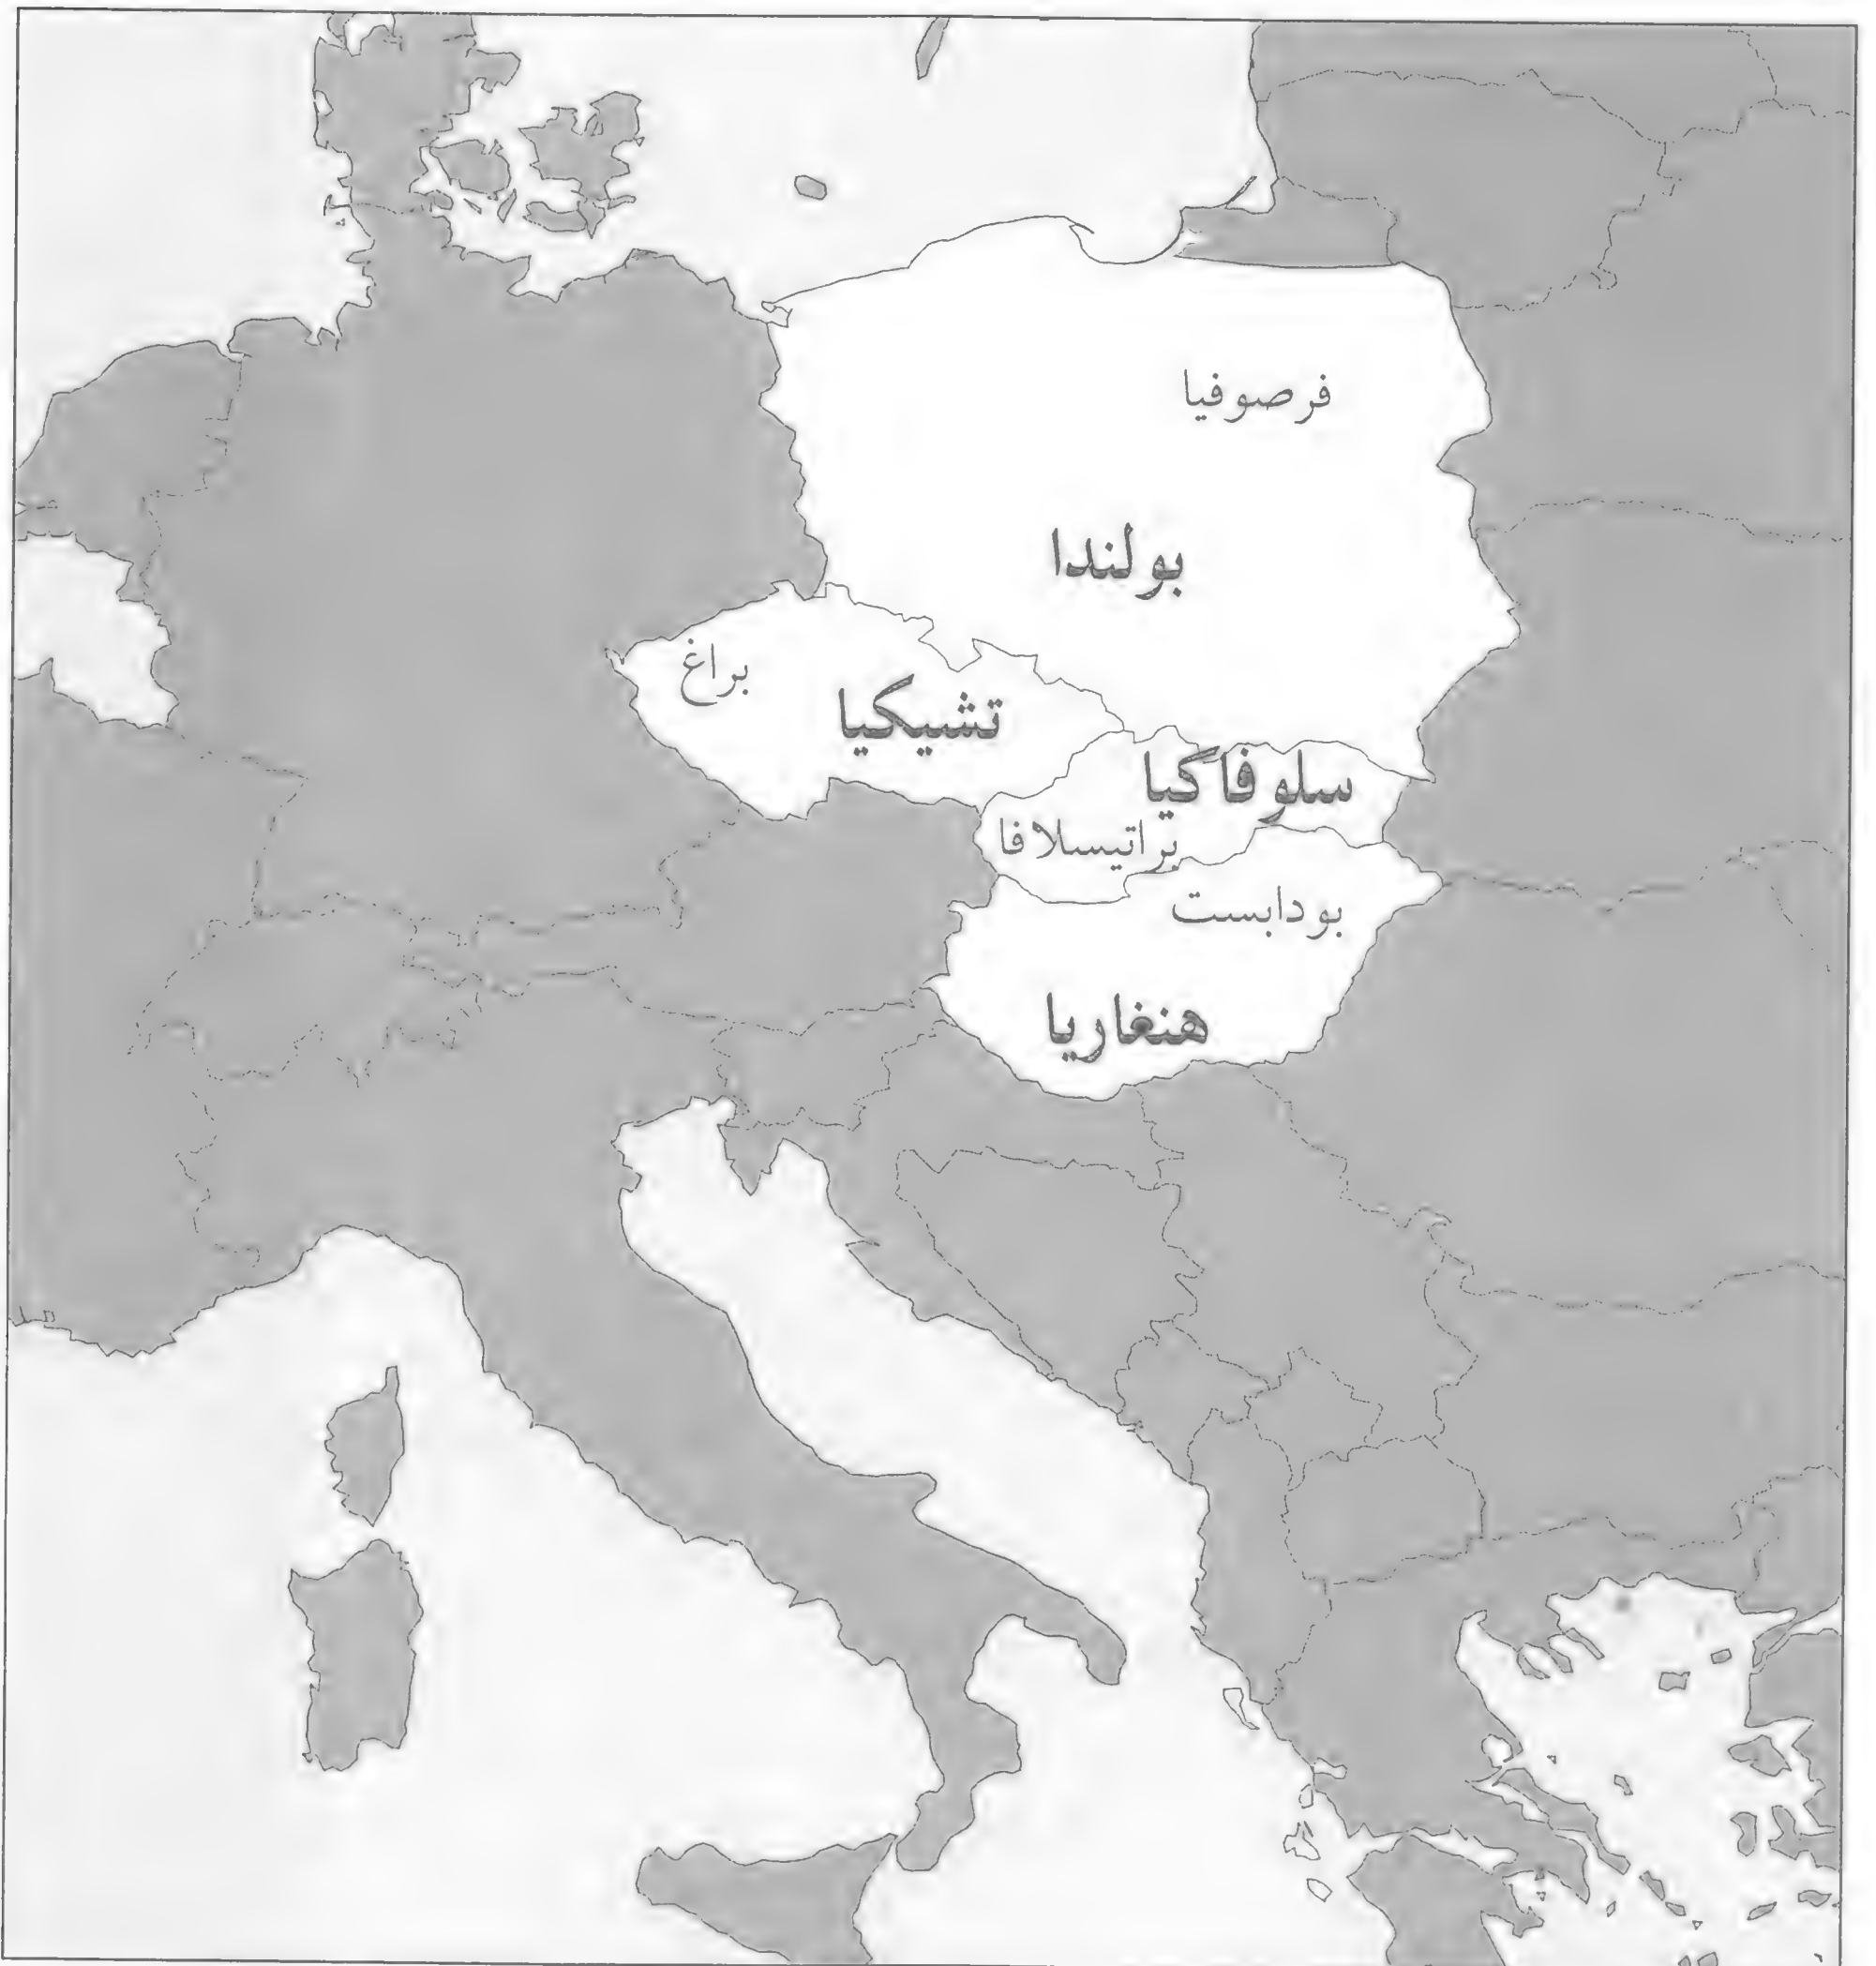 فرصوفيا
بولندا
براغ
تشيكيا
سلوفاكيا
براتيسلافا
بودابست
هنغاريا